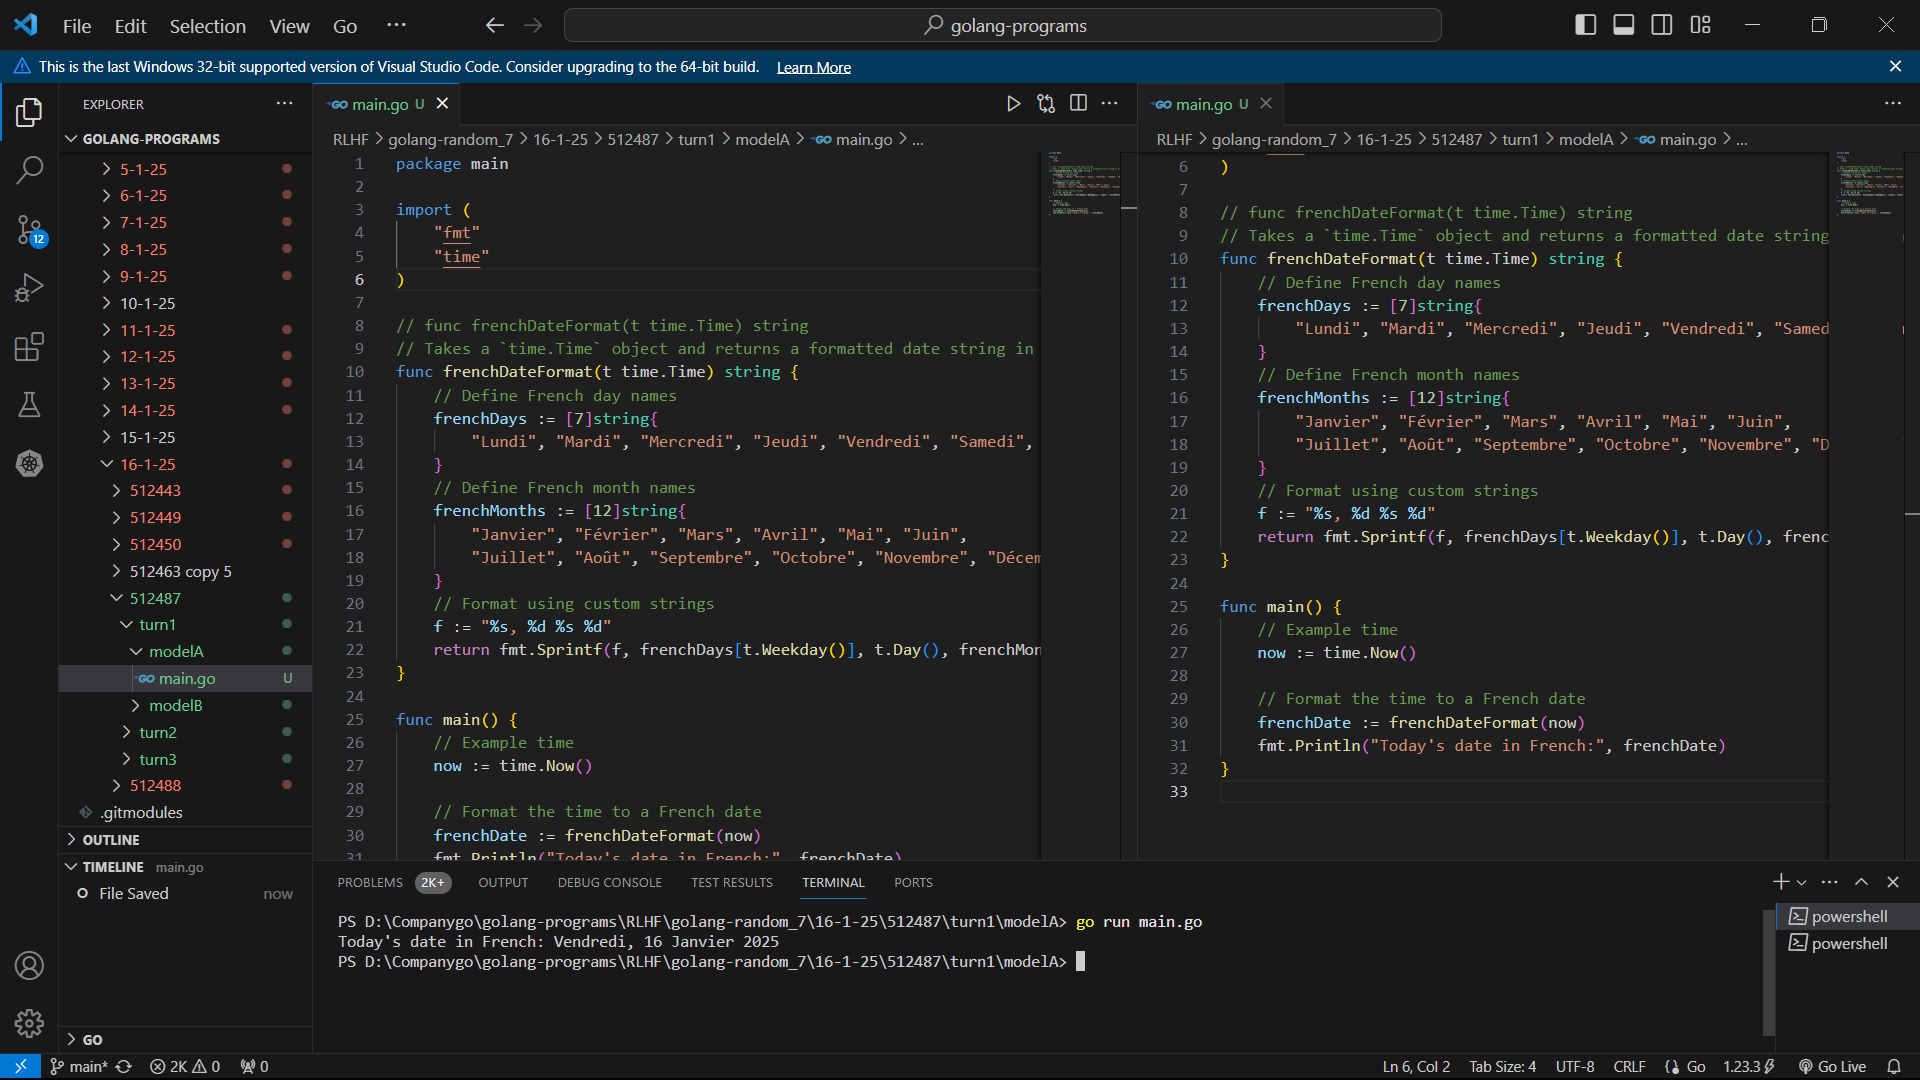 File Edit Selection View Go ···
golang-programs
This is the last Windows 32-bit supported version of Visual Studio Code. Consider upgrading to the 64-bit build. Learn More
EXPLORER ···
GOLANG-PROGRAMS
5-1-25
6-1-25
7-1-25
8-1-25
9-1-25
10-1-25
11-1-25
12-1-25
13-1-25
14-1-25
15-1-25
16-1-25
512443
512449
512450
512463 copy 5
512487
turn1
modelA
main.go U
modelB
turn2
turn3
512488
.gitmodules
OUTLINE
TIMELINE main.go
File Saved now
GO
12
main.go U
RLHF > golang-random_7 > 16-1-25 > 512487 > turn1 > modelA > main.go > ...
1 package main
2
3 import (
4 "fmt"
5 "time"
6 )
7
8 // func frenchDateFormat(t time.Time) string
9 // Takes a `time.Time` object and returns a formatted date string in
10 func frenchDateFormat(t time.Time) string {
11 // Define French day names
12 frenchDays := [7]string{
13 "Lundi", "Mardi", "Mercredi", "Jeudi", "Vendredi", "Samedi",
14 }
15 // Define French month names
16 frenchMonths := [12]string{
17 "Janvier", "Février", "Mars", "Avril", "Mai", "Juin",
18 "Juillet", "Août", "Septembre", "Octobre", "Novembre", "Décem
19 }
20 // Format using custom strings
21 f := "%s, %d %s %d"
22 return fmt.Sprintf(f, frenchDays[t.Weekday()], t.Day(), frenchMon
23 }
24
25 func main() {
26 // Example time
27 now := time.Now()
28
29 // Format the time to a French date
30 frenchDate := frenchDateFormat(now)
31 fmt.Println("Today's date in French:", frenchDate)
main.go U
RLHF > golang-random_7 > 16-1-25 > 512487 > turn1 > modelA > main.go > ...
6 )
7
8 // func frenchDateFormat(t time.Time) string
9 // Takes a `time.Time` object and returns a formatted date string
10 func frenchDateFormat(t time.Time) string {
11 // Define French day names
12 frenchDays := [7]string{
13 "Lundi", "Mardi", "Mercredi", "Jeudi", "Vendredi", "Samed
14 }
15 // Define French month names
16 frenchMonths := [12]string{
17 "Janvier", "Février", "Mars", "Avril", "Mai", "Juin",
18 "Juillet", "Août", "Septembre", "Octobre", "Novembre", "D
19 }
20 // Format using custom strings
21 f := "%s, %d %s %d"
22 return fmt.Sprintf(f, frenchDays[t.Weekday()], t.Day(), frenc
23 }
24
25 func main() {
26 // Example time
27 now := time.Now()
28
29 // Format the time to a French date
30 frenchDate := frenchDateFormat(now)
31 fmt.Println("Today's date in French:", frenchDate)
32 }
33
PROBLEMS 2K+ OUTPUT DEBUG CONSOLE TEST RESULTS TERMINAL PORTS
PS D:\Companygo\golang-programs\RLHF\golang-random_7\16-1-25\512487\turn1\modelA> go run main.go
Today's date in French: Vendredi, 16 Janvier 2025
PS D:\Companygo\golang-programs\RLHF\golang-random_7\16-1-25\512487\turn1\modelA>
powershell
powershell
main* 2K 0 0 Ln 6, Col 2 Tab Size: 4 UTF-8 CRLF Go 1.23.3 Go Live